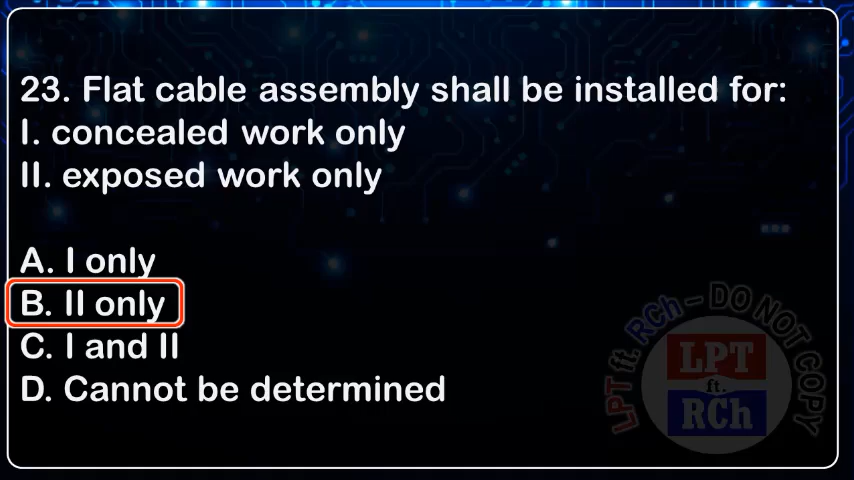 23. Flat cable assembly shall be installed for:
I. concealed work only
II. exposed work only
A. I only
B. II only
C. I and II
D. Cannot be determined
LPT ft. RCh – DO NOT COPY
LPT
ft.
RCh